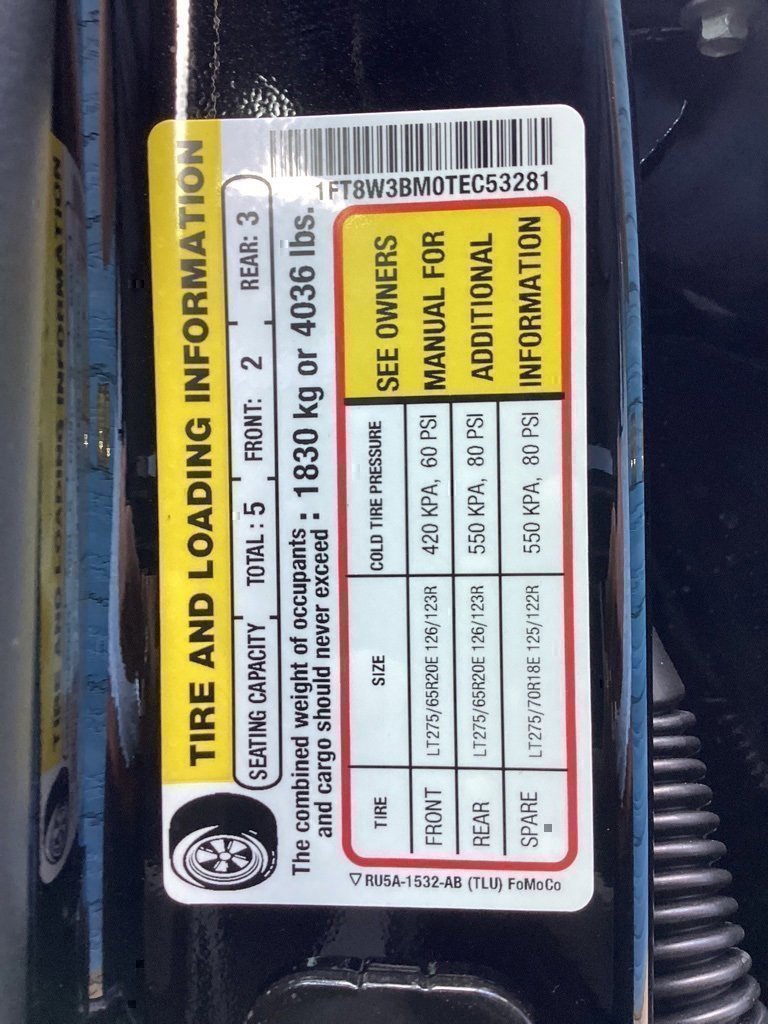 TIRE AND LOADING INFORMATION
SEATING CAPACITY TOTAL : 5 FRONT: 2 REAR: 3
The combined weight of occupants
and cargo should never exceed : 1830 kg or 4036 lbs.
1FT8W3BM0TEC53281
TIRE SIZE COLD TIRE PRESSURE
FRONT LT275/65R20E 126/123R 420 KPA, 60 PSI
REAR LT275/65R20E 126/123R 550 KPA, 80 PSI
SPARE LT275/70R18E 125/122R 550 KPA, 80 PSI
SEE OWNERS
MANUAL FOR
ADDITIONAL
INFORMATION
▽ RU5A-1532-AB (TLU) FoMoCo